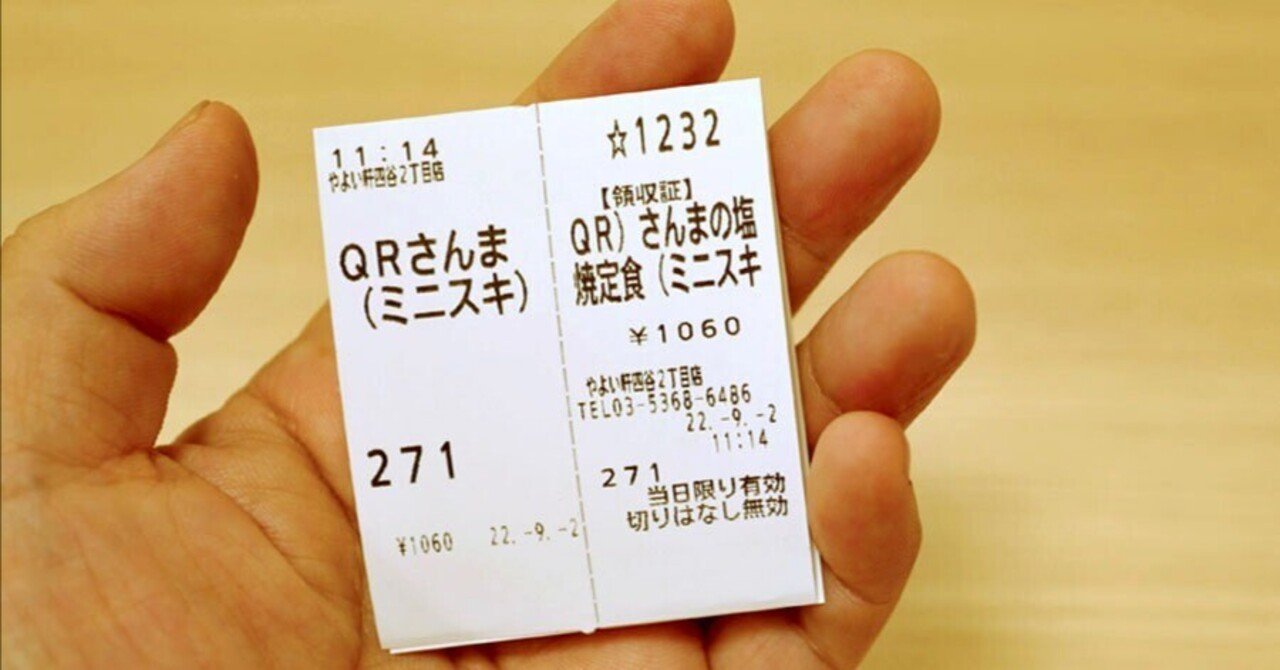 11:14
やよい軒四谷2丁目店
QRさんま
(ミニスキ)
271
¥1060 22.-9.-2
☆1232
【領収証】
QR)さんまの塩
焼定食(ミニスキ
¥1060
やよい軒四谷2丁目店
TEL03-5368-6486
22.-9.-2
11:14
271
当日限り有効
切りはなし無効